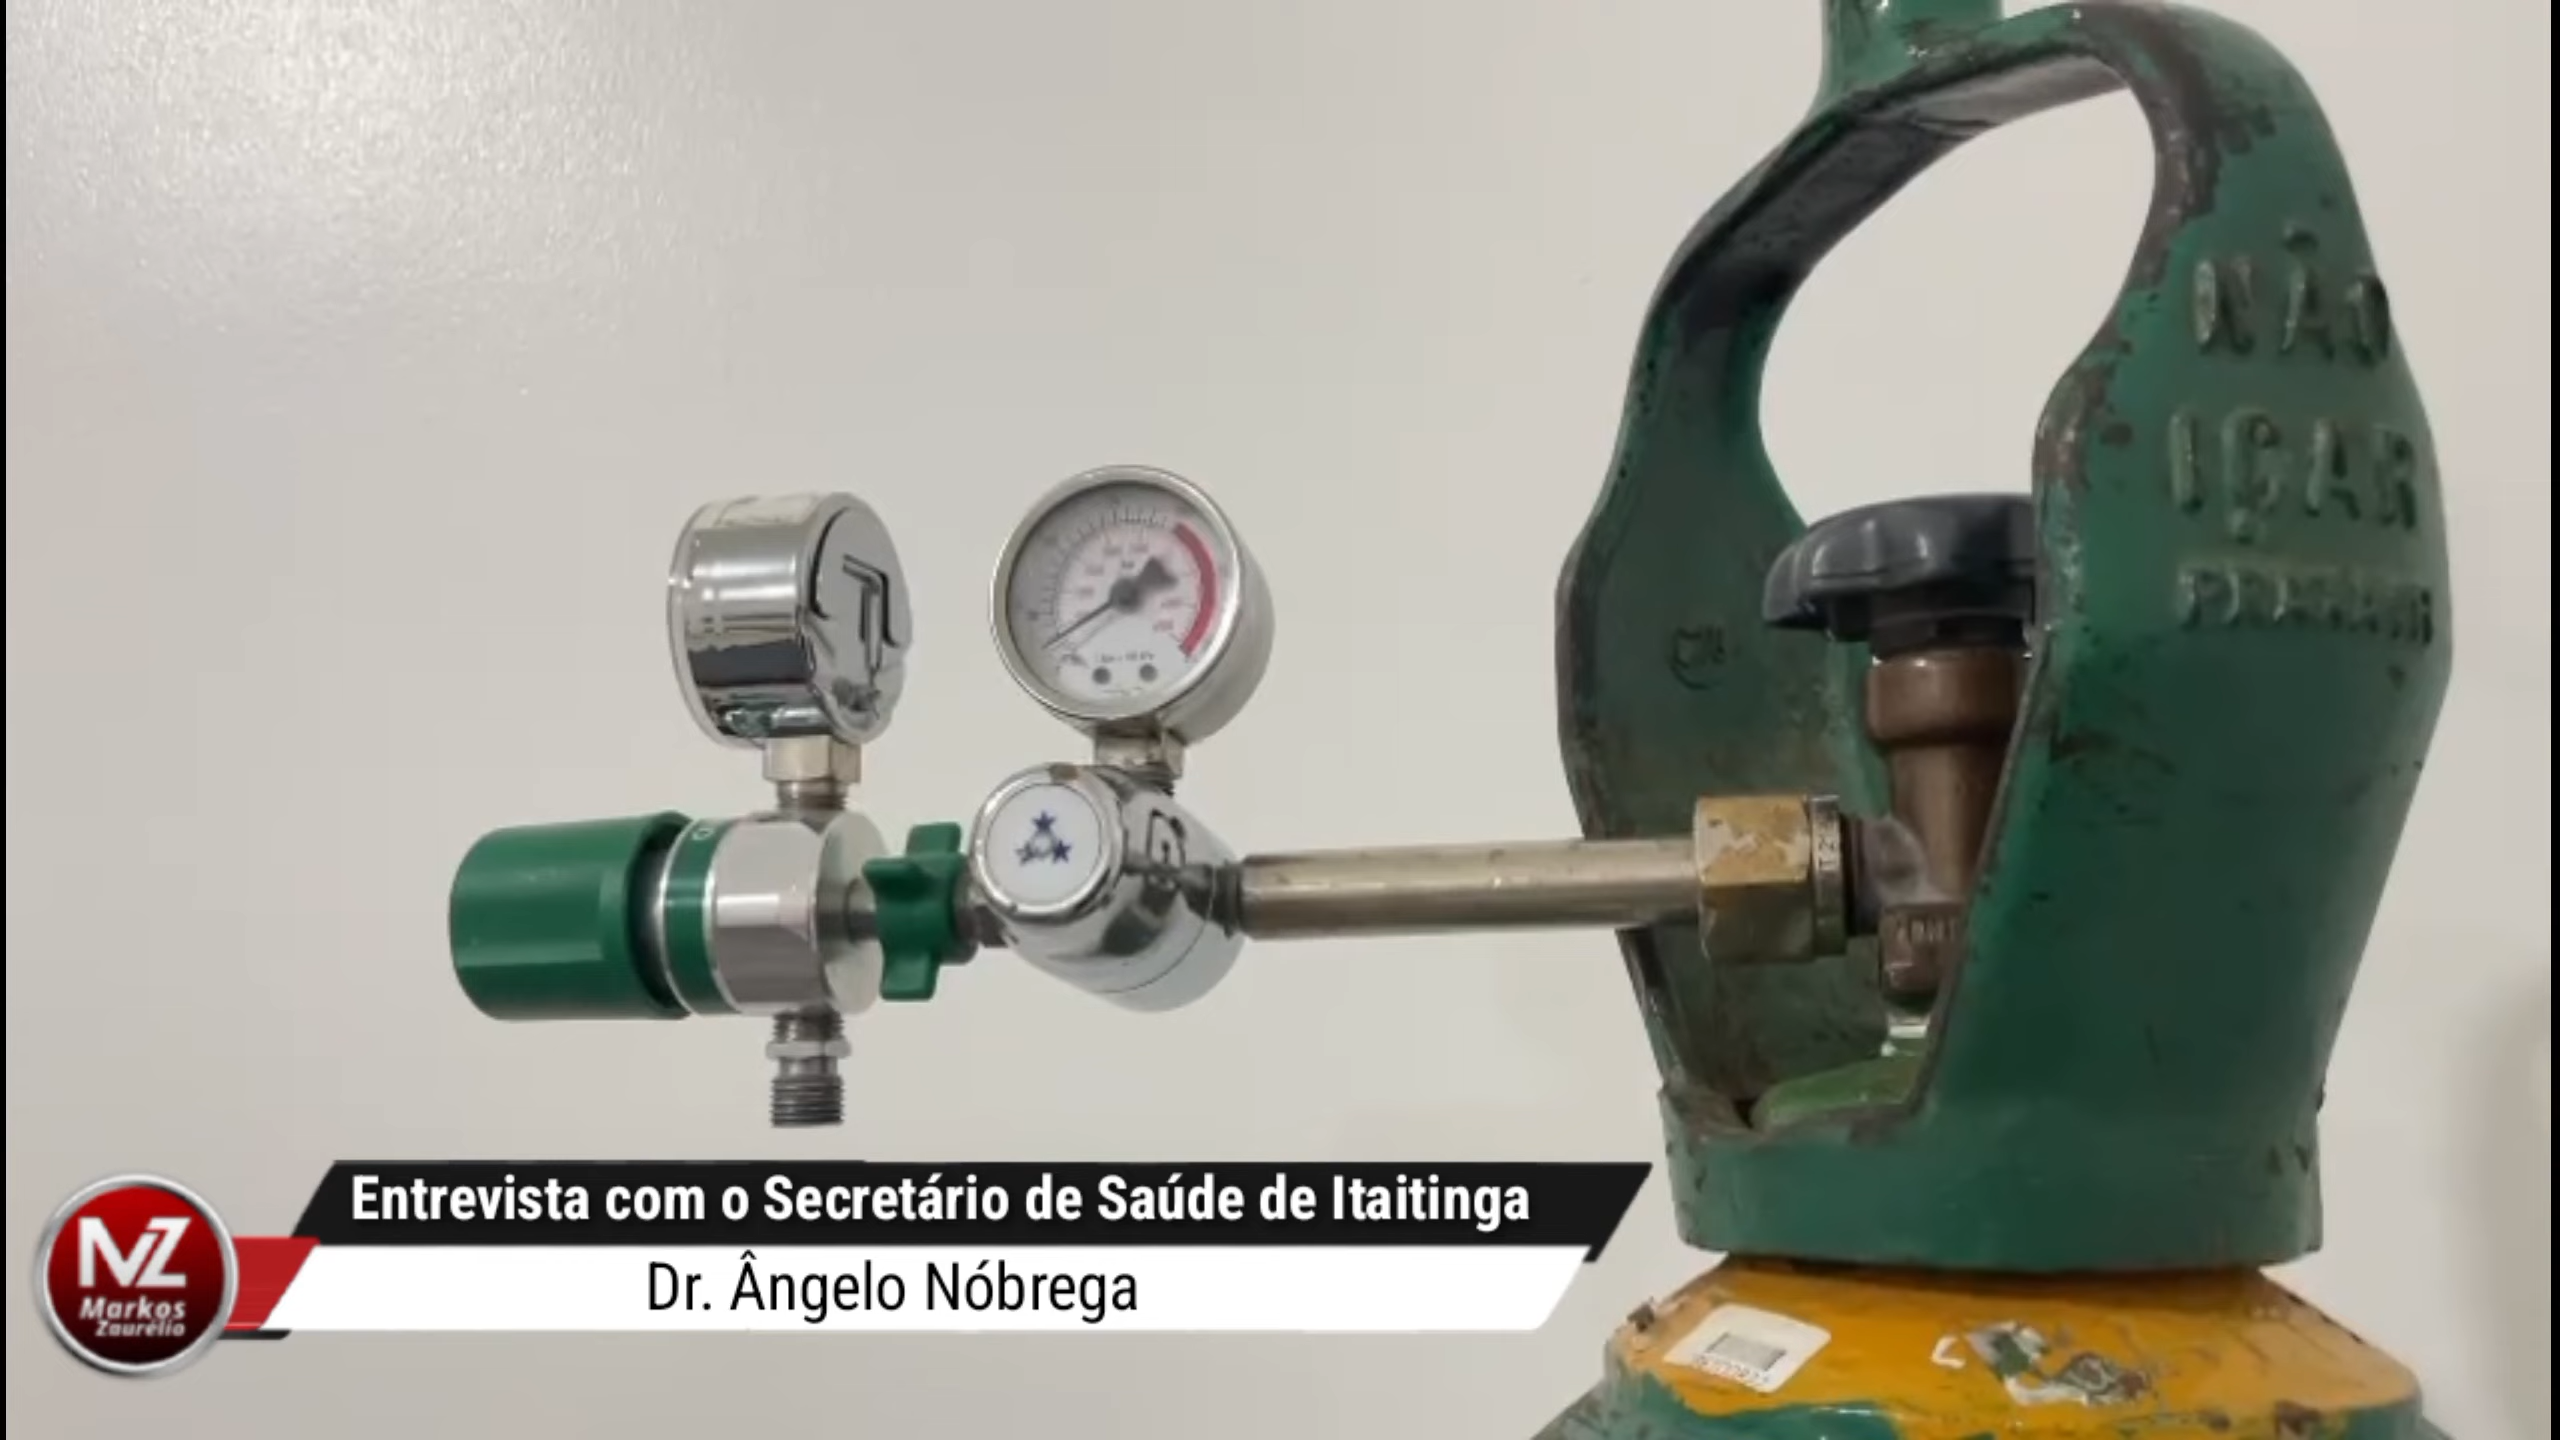 NÃO
IÇAR
Entrevista com o Secretário de Saúde de Itaitinga
Dr. Ângelo Nóbrega
MZ
Markos
Zaurélio